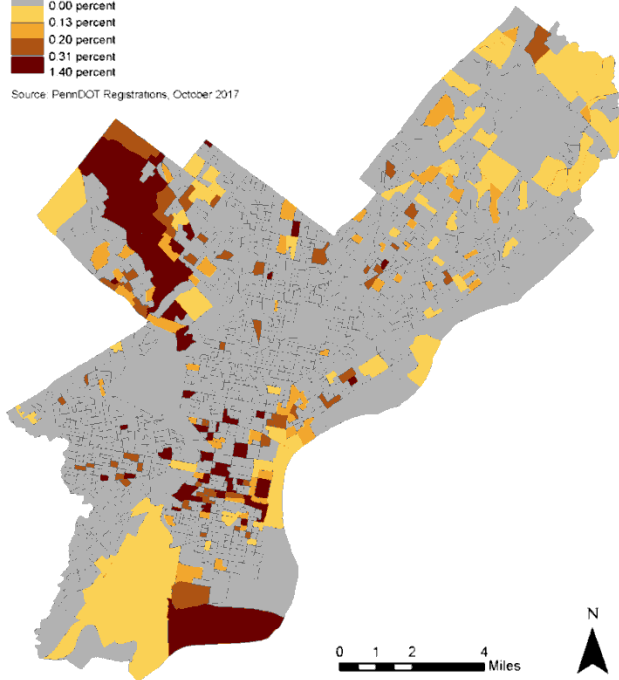 0.00 percent
0.13 percent
0.20 percent
0.31 percent
1.40 percent
Source: PennDOT Registrations, October 2017
N
0 1 2 4
Miles